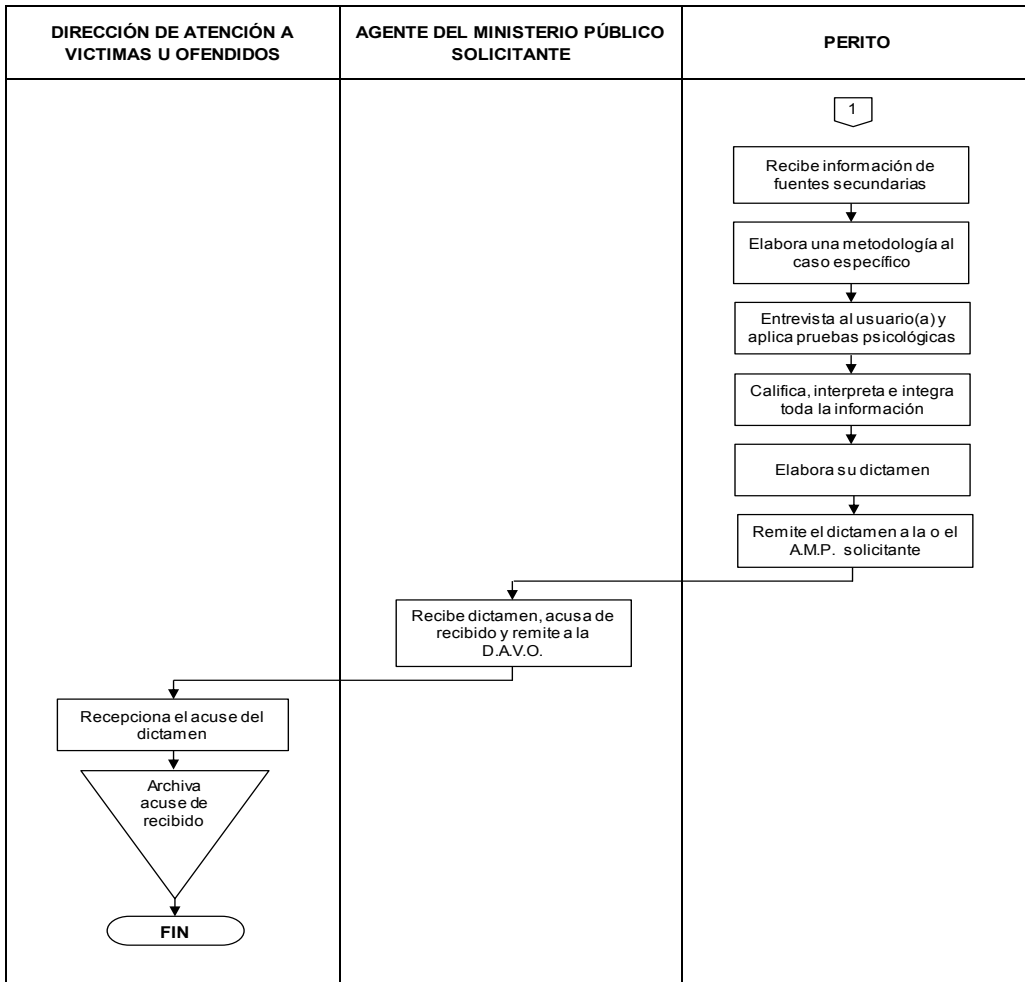 DIRECCIÓN DE ATENCIÓN A
VICTIMAS U OFENDIDOS
AGENTE DEL MINISTERIO PÚBLICO
SOLICITANTE
PERITO
1
Recibe información de
fuentes secundarias
Elabora una metodología al
caso específico
Entrevista al usuario(a) y
aplica pruebas psicológicas
Califica, interpreta e integra
toda la información
Elabora su dictamen
Remite el dictamen a la o el
A.M.P. solicitante
Recibe dictamen, acusa de
recibido y remite a la
D.A.V.O.
Recepciona el acuse del
dictamen
Archiva
acuse de
recibido
FIN